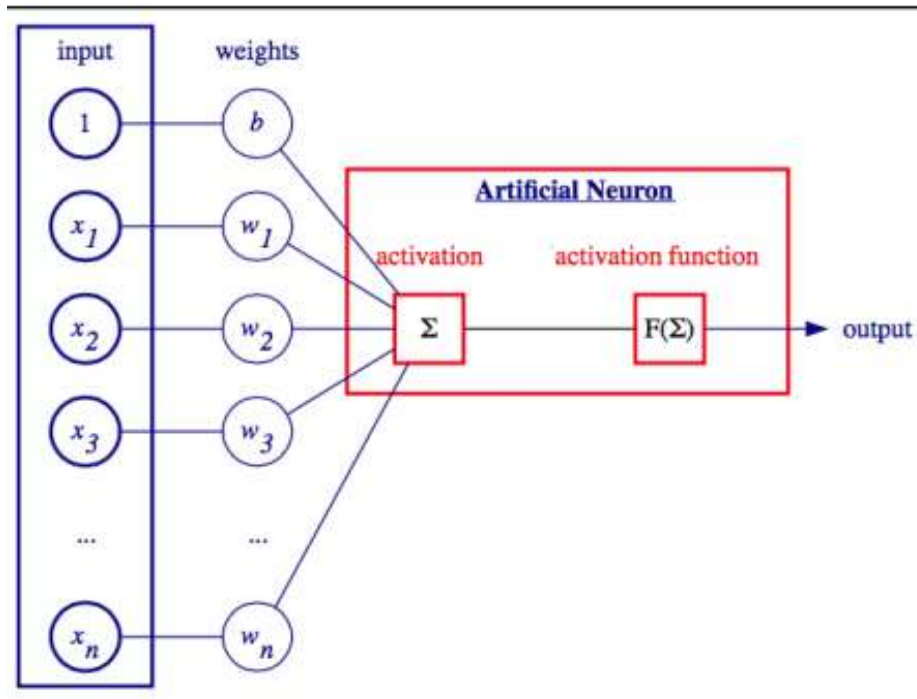 input weights
1 b
Artificial Neuron
x1 w1
activation activation function
x2 w2 Σ F(Σ) output
x3 w3
... ...
xn wn